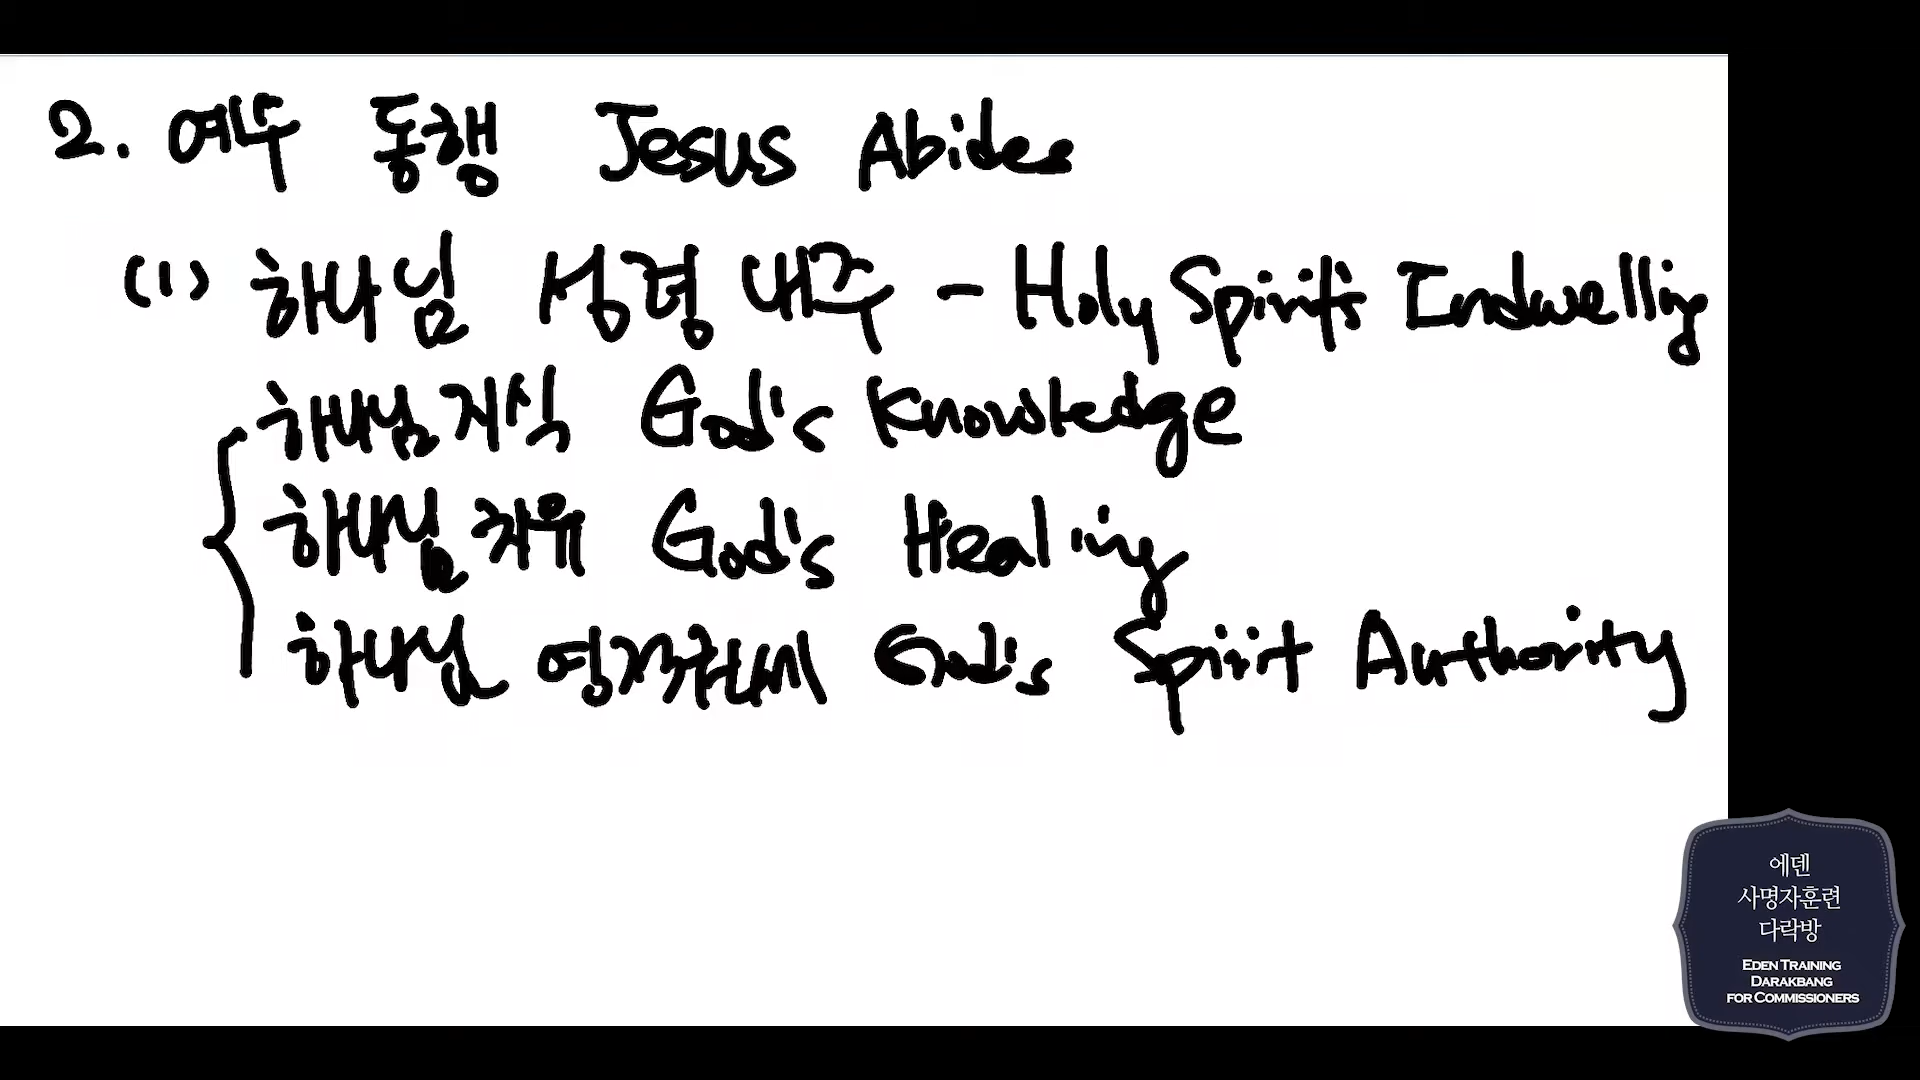 2. 예수 동행 Jesus Abides
(1) 하나님 성령 내주 - Holy Spirit's Indwelling
하나님 지식 God's Knowledge
하나님 치유 God's Healing
하나님 영적권세 God's Spirit Authority
에덴
사명자훈련
다락방
EDEN TRAINING
DARAKBANG
FOR COMMISSIONERS